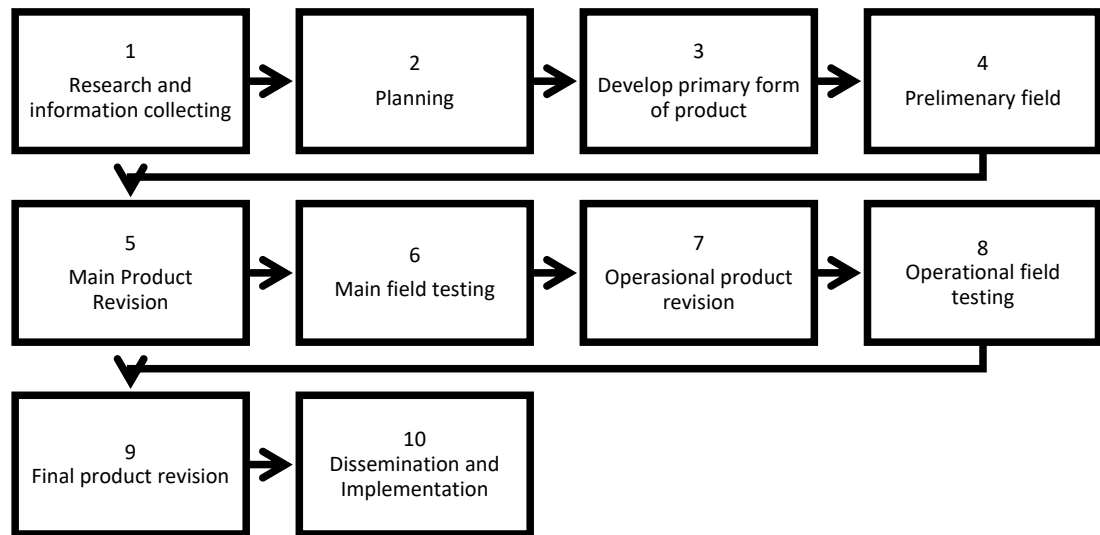 1
Research and
information collecting
2
Planning
3
Develop primary form
of product
4
Prelimenary field
5
Main Product
Revision
6
Main field testing
7
Operasional product
revision
8
Operational field
testing
9
Final product revision
10
Dissemination and
Implementation